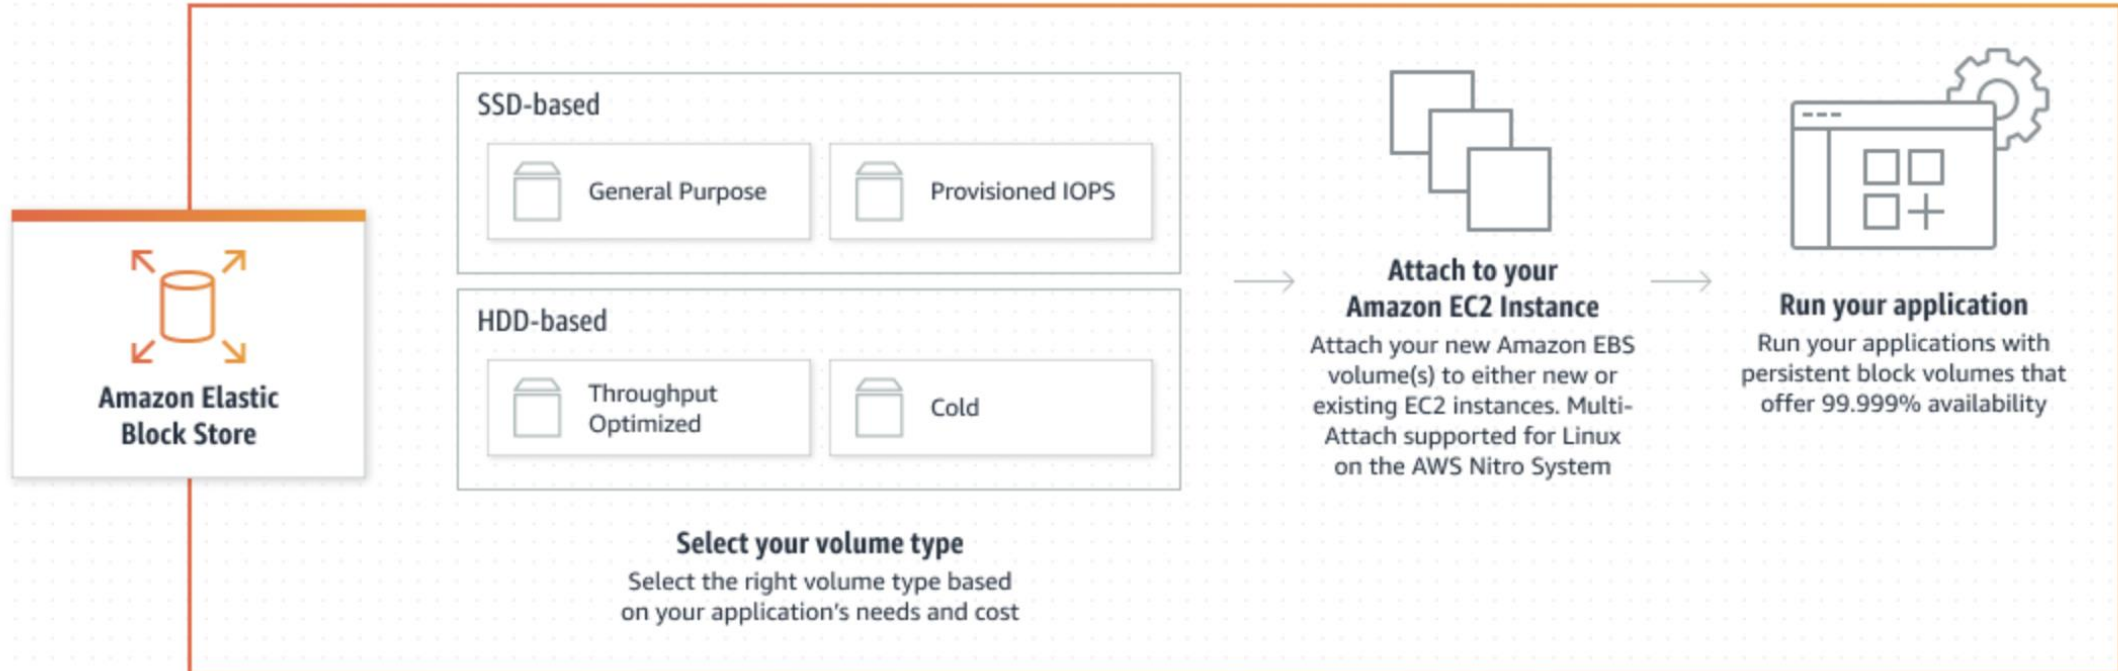 Amazon Elastic
Block Store
SSD-based
General Purpose
Provisioned IOPS
HDD-based
Throughput
Optimized
Cold
Select your volume type
Select the right volume type based
on your application's needs and cost
Attach to your
Amazon EC2 Instance
Attach your new Amazon EBS
volume(s) to either new or
existing EC2 instances. Multi-
Attach supported for Linux
on the AWS Nitro System
Run your application
Run your applications with
persistent block volumes that
offer 99.999% availability